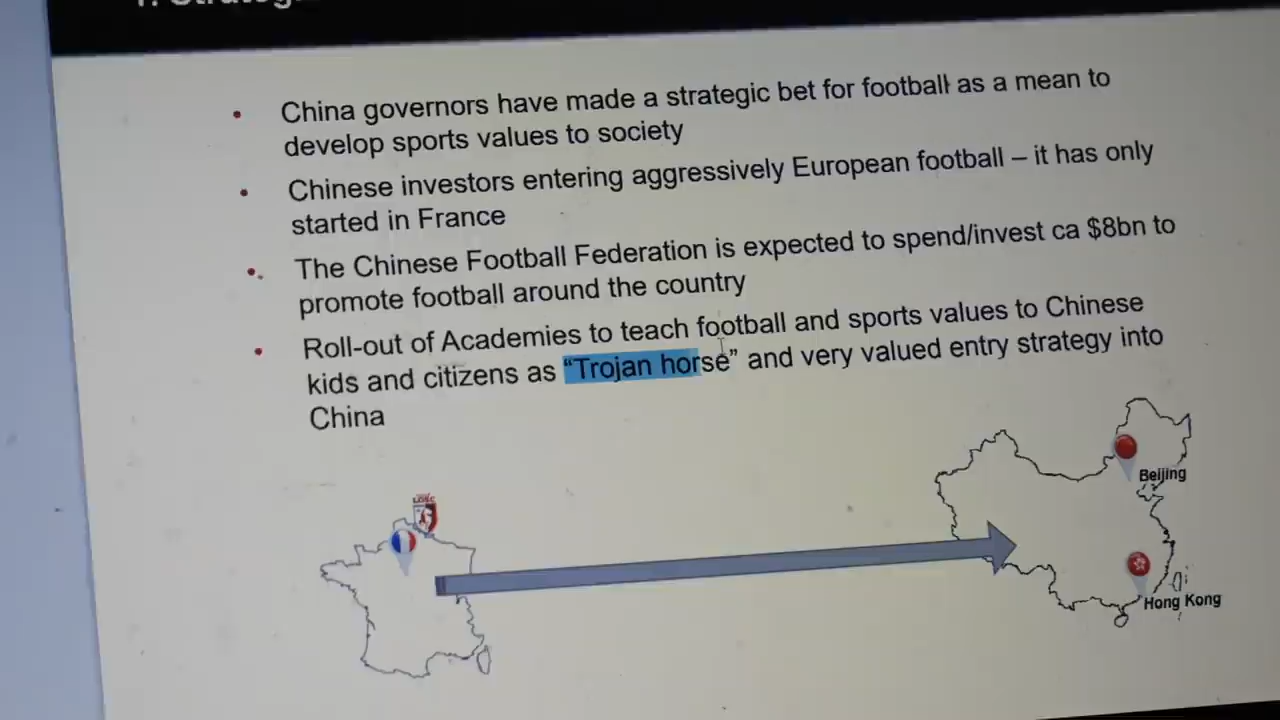 1. Strategi
China governors have made a strategic bet for football as a mean to
develop sports values to society
Chinese investors entering aggressively European football – it has only
started in France
The Chinese Football Federation is expected to spend/invest ca $8bn to
promote football around the country
Roll-out of Academies to teach football and sports values to Chinese
kids and citizens as “Trojan horse” and very valued entry strategy into
China
LOSC
Beijing
Hong Kong